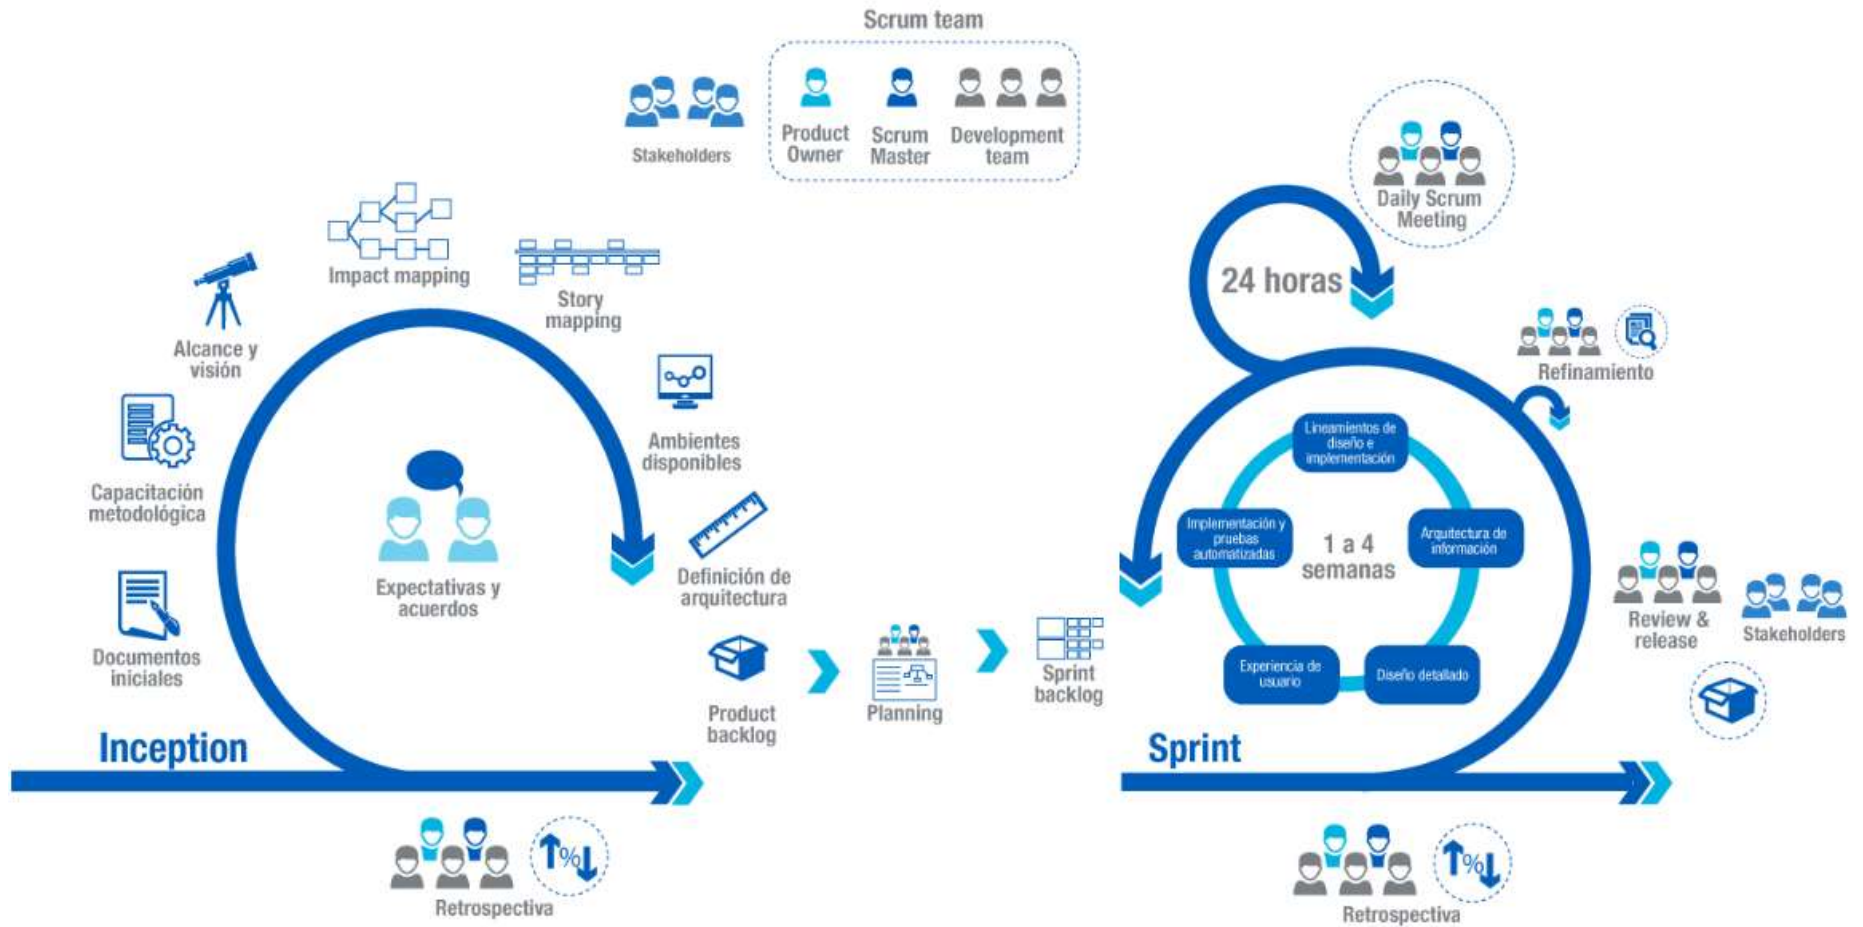 Scrum team
Stakeholders
Product
Owner
Scrum
Master
Development
team
Impact mapping
Story
mapping
Alcance y
visión
Capacitación
metodológica
Documentos
iniciales
Expectativas y
acuerdos
Ambientes
disponibles
Definición de
arquitectura
Inception
Retrospectiva
%
Product
backlog
Planning
Sprint
backlog
Daily Scrum
Meeting
24 horas
Refinamiento
Lineamientos de
diseño e
implementación
Implementación y
pruebas
automatizadas
1 a 4
semanas
Arquitectura de
información
Experiencia de
usuario
Diseño detallado
Review &
release
Stakeholders
Sprint
Retrospectiva
%